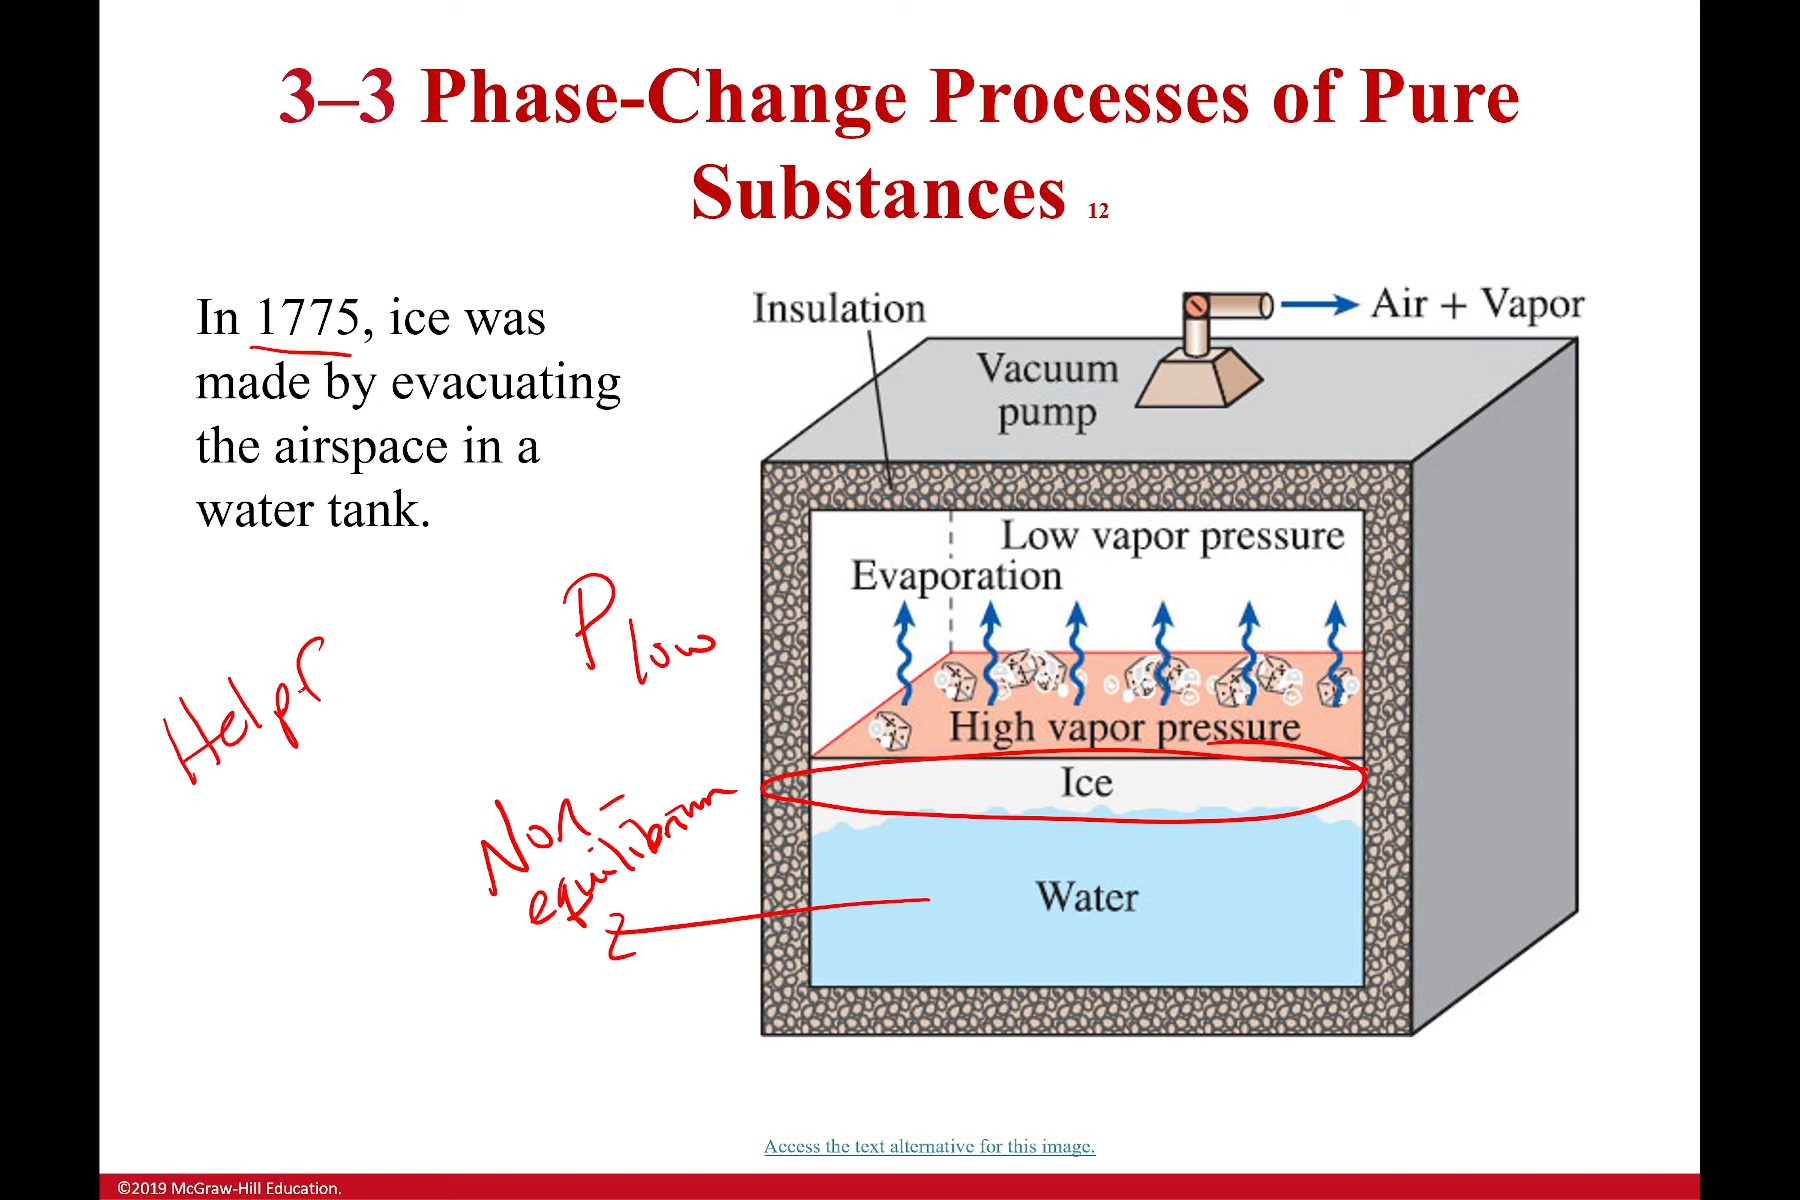 3–3 Phase-Change Processes of Pure
Substances 12
In 1775, ice was
made by evacuating
the airspace in a
water tank.
Insulation
Air + Vapor
Vacuum
pump
Low vapor pressure
Evaporation
High vapor pressure
Ice
Water
P low
Non-
equilibrium
Access the text alternative for this image.
©2019 McGraw-Hill Education.